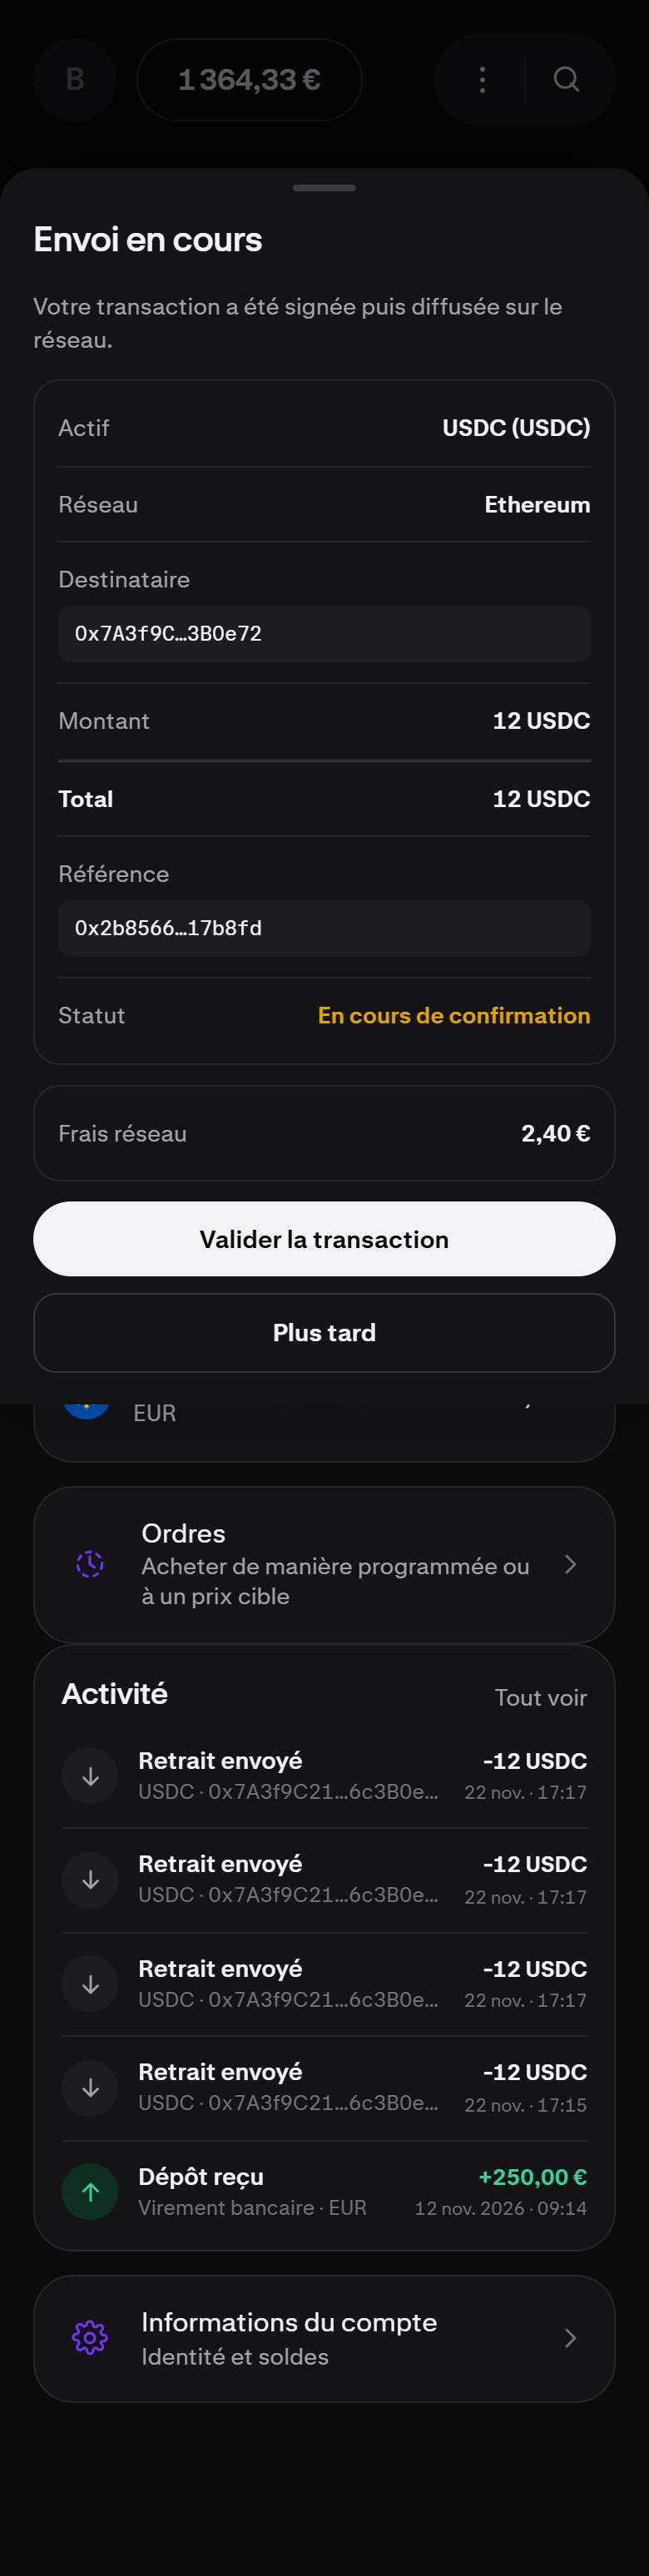 B
1 364,33 €
Envoi en cours
Votre transaction a été signée puis diffusée sur le
réseau.
Actif
USDC (USDC)
Réseau
Ethereum
Destinataire
0x7A3f9C…3B0e72
Montant
12 USDC
Total
12 USDC
Référence
0x2b8566…17b8fd
Statut
En cours de confirmation
Frais réseau
2,40 €
Valider la transaction
Plus tard
EUR
Ordres
Acheter de manière programmée ou
à un prix cible
Activité
Tout voir
Retrait envoyé
-12 USDC
USDC · 0x7A3f9C21…6c3B0e…
22 nov. · 17:17
Retrait envoyé
-12 USDC
USDC · 0x7A3f9C21…6c3B0e…
22 nov. · 17:17
Retrait envoyé
-12 USDC
USDC · 0x7A3f9C21…6c3B0e…
22 nov. · 17:17
Retrait envoyé
-12 USDC
USDC · 0x7A3f9C21…6c3B0e…
22 nov. · 17:15
Dépôt reçu
+250,00 €
Virement bancaire · EUR
12 nov. 2026 · 09:14
Informations du compte
Identité et soldes